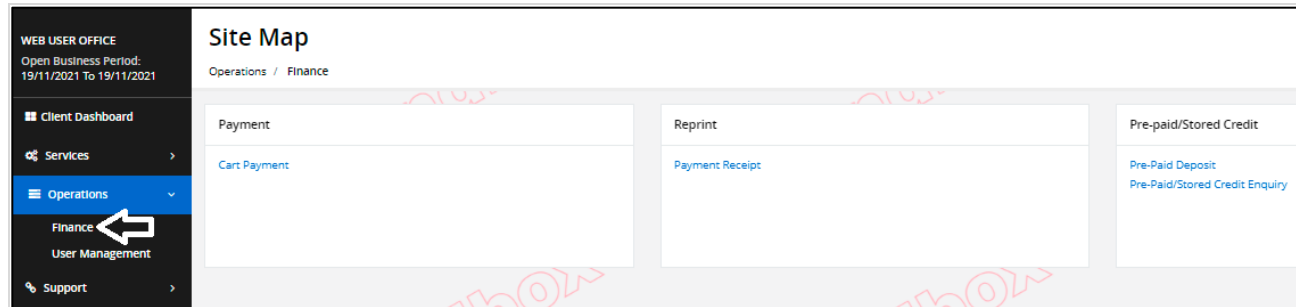 WEB USER OFFICE
Open Business Period:
19/11/2021 To 19/11/2021
Client Dashboard
Services
Operations
Finance
User Management
Support
Site Map
Operations / Finance
Payment
Cart Payment
Reprint
Payment Receipt
Pre-paid/Stored Credit
Pre-Paid Deposit
Pre-Paid/Stored Credit Enquiry